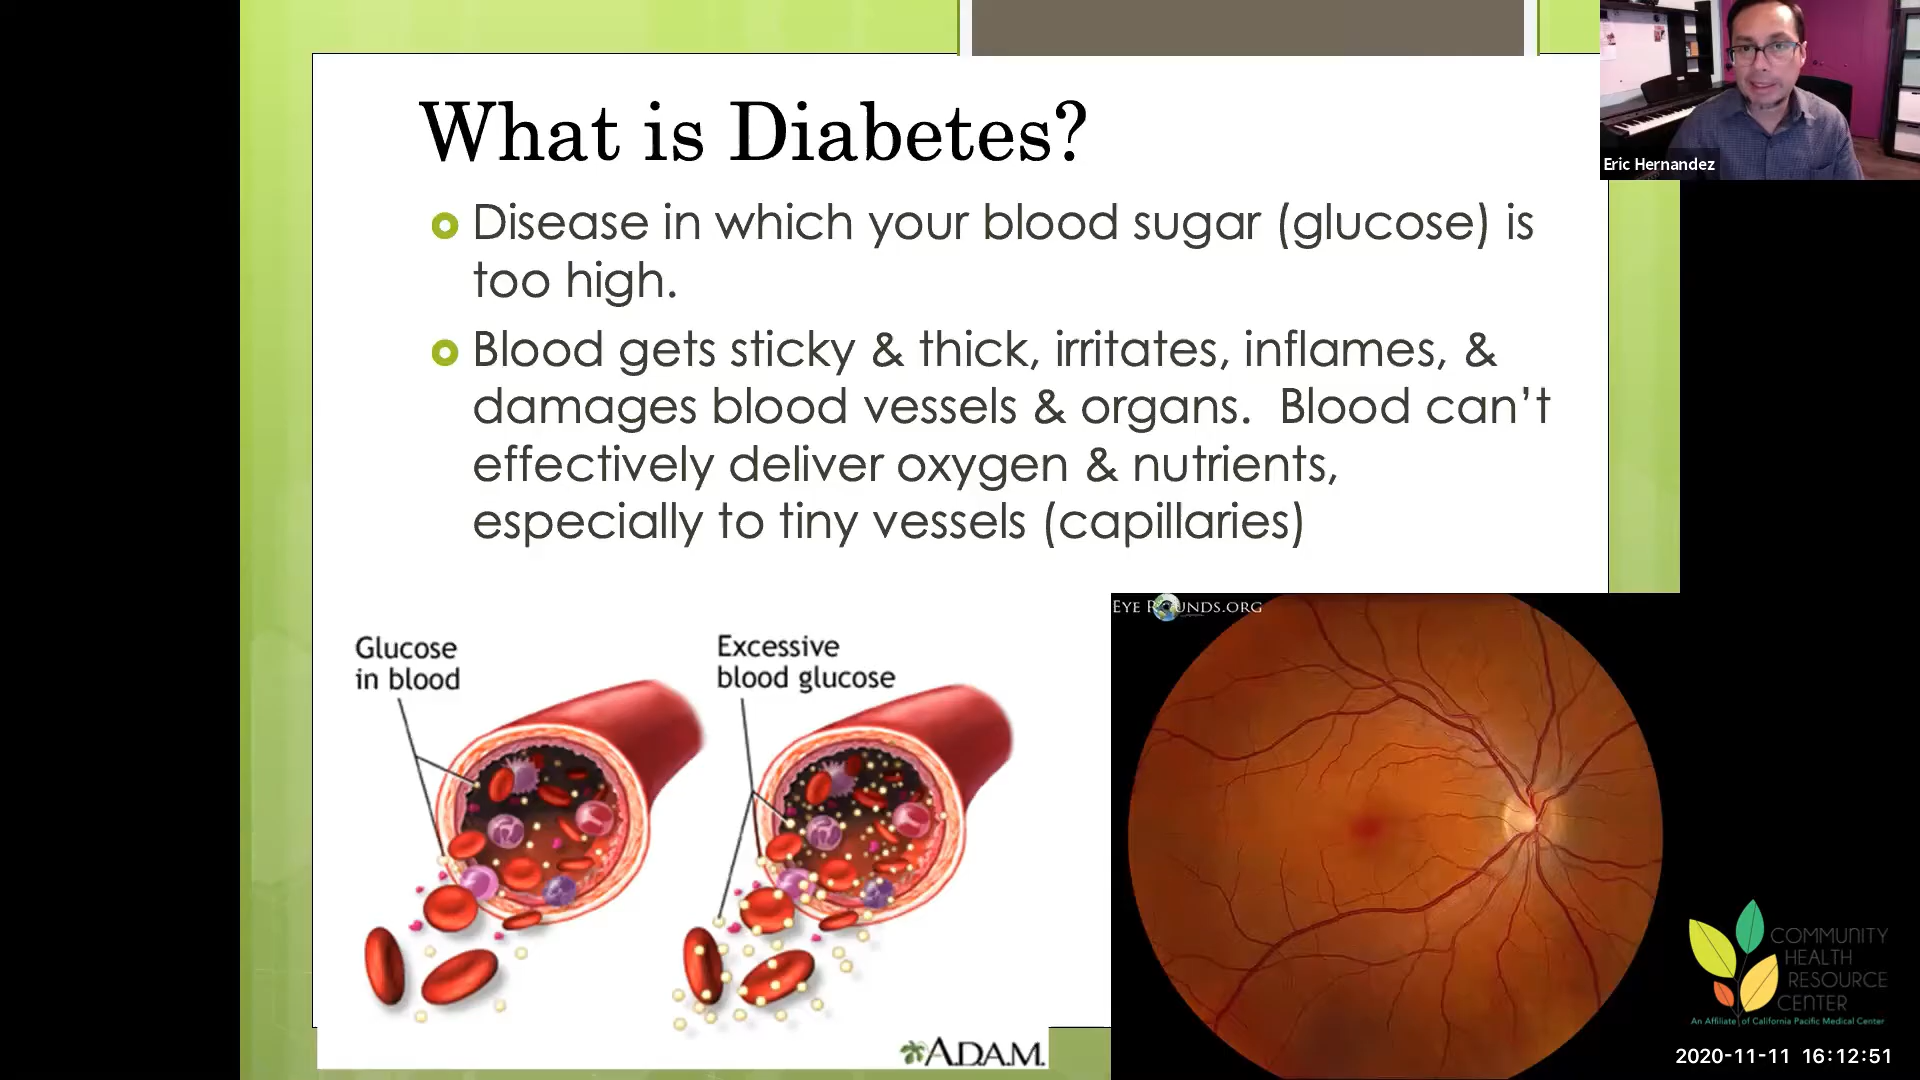 What is Diabetes?
Disease in which your blood sugar (glucose) is
too high.
Blood gets sticky & thick, irritates, inflames, &
damages blood vessels & organs.  Blood can’t
effectively deliver oxygen & nutrients,
especially to tiny vessels (capillaries)
Eric Hernandez
Glucose
in blood
Excessive
blood glucose
A.D.A.M.
EYE ROUNDS.ORG
COMMUNITY
HEALTH
RESOURCE
CENTER
An Affiliate of California Pacific Medical Center
2020-11-11 16:12:51